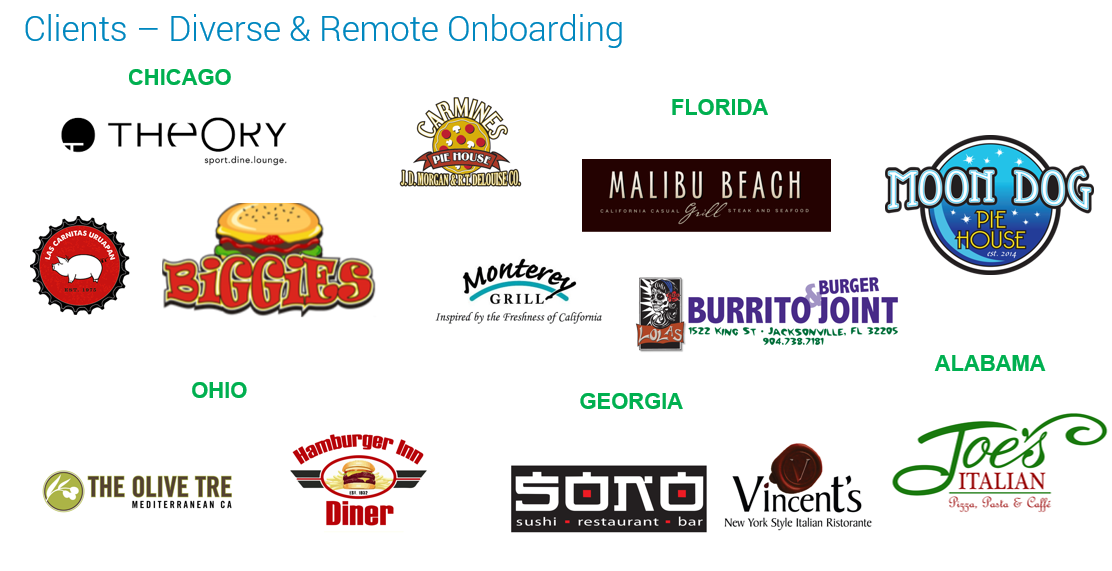 Clients – Diverse & Remote Onboarding
CHICAGO
THeORY
sport.dine.lounge.
LAS CARNITAS URUAPAN
BiGGiES
CARMINES
PIE HOUSE
J.D. MORGAN & R.T. DELOUISE CO.
FLORIDA
MALIBU BEACH
CALIFORNIA CASUAL Grill STEAK AND SEAFOOD
MOON DOG
PIE
HOUSE
est. 2014
Monterey
GRILL
Inspired by the Freshness of California
LOLA'S
BURRITO & BURGER JOINT
1522 KING ST · JACKSONVILLE, FL 32205
904.738.7181
OHIO
THE OLIVE TRE
MEDITERRANEAN CA
Hamburger Inn
EST. 1932
Diner
GEORGIA
SONO
sushi ▪ restaurant ▪ bar
V
Vincent's
New York Style Italian Ristorante
ALABAMA
Joe's
ITALIAN
Pizza, Pasta & Caffé